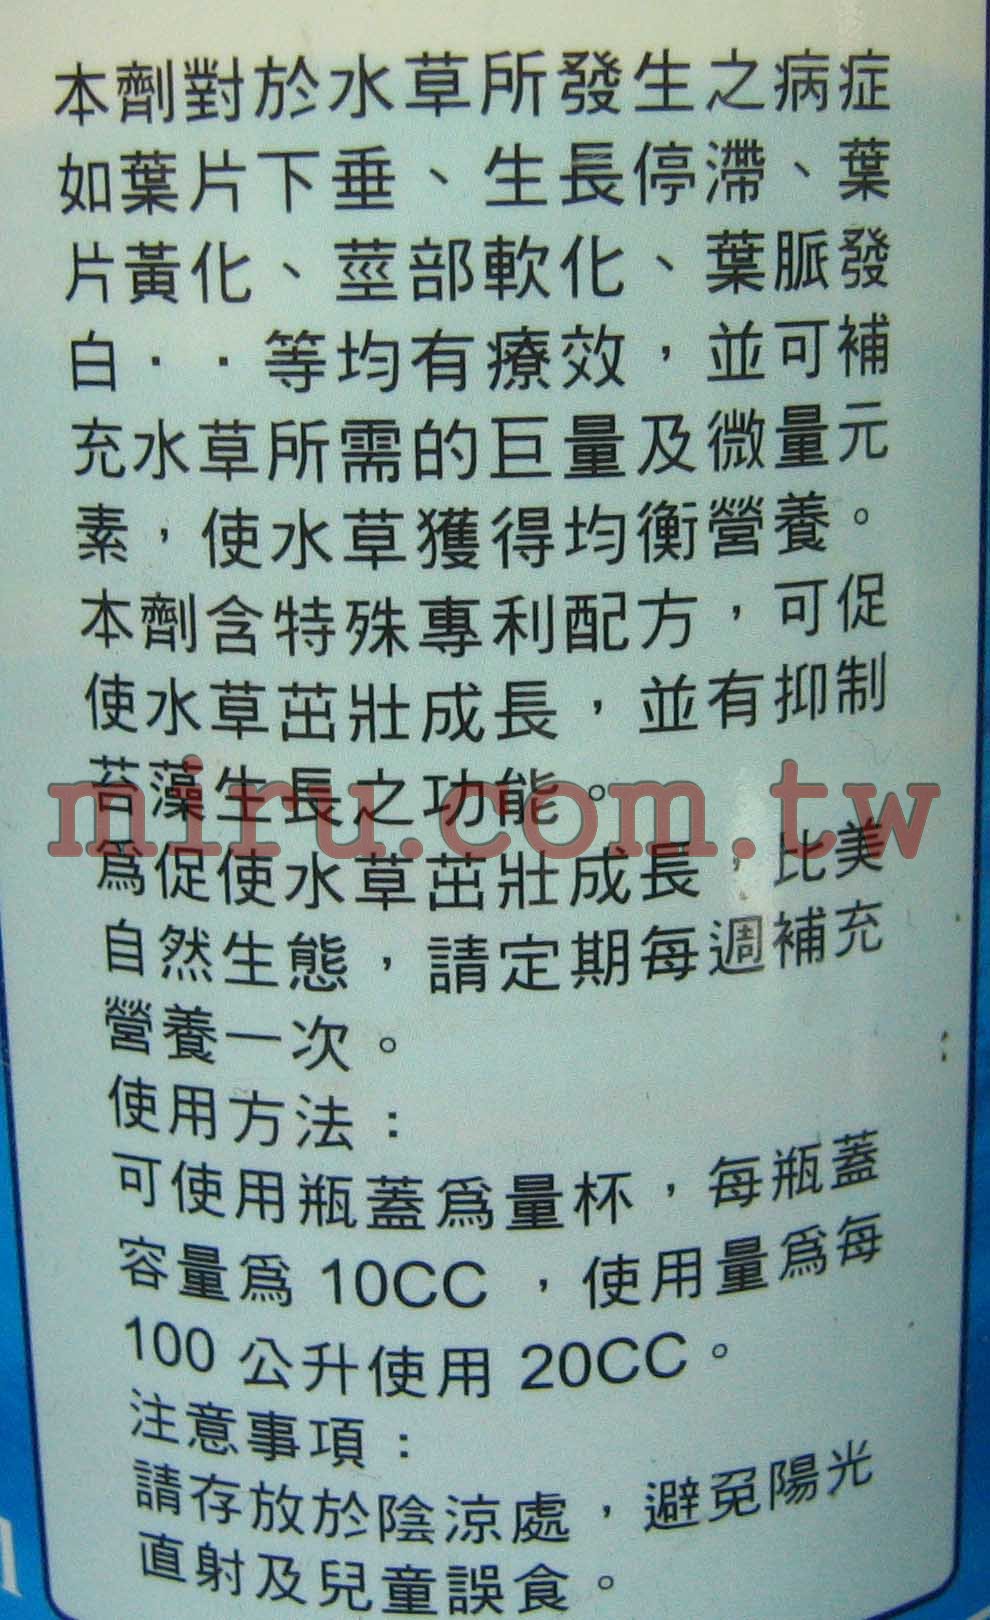 本劑對於水草所發生之病症
如葉片下垂、生長停滯、葉
片黃化、莖部軟化、葉脈發
白··等均有療效，並可補
充水草所需的巨量及微量元
素，使水草獲得均衡營養。
本劑含特殊專利配方，可促
使水草茁壯成長，並有抑制
苔藻生長之功能。
miru.com.tw
爲促使水草茁壯成長，比美
自然生態，請定期每週補充
營養一次。
使用方法：
可使用瓶蓋爲量杯，每瓶蓋
容量爲 10CC ，使用量爲每
100 公升使用 20CC。
注意事項：
請存放於陰涼處，避免陽光
直射及兒童誤食。